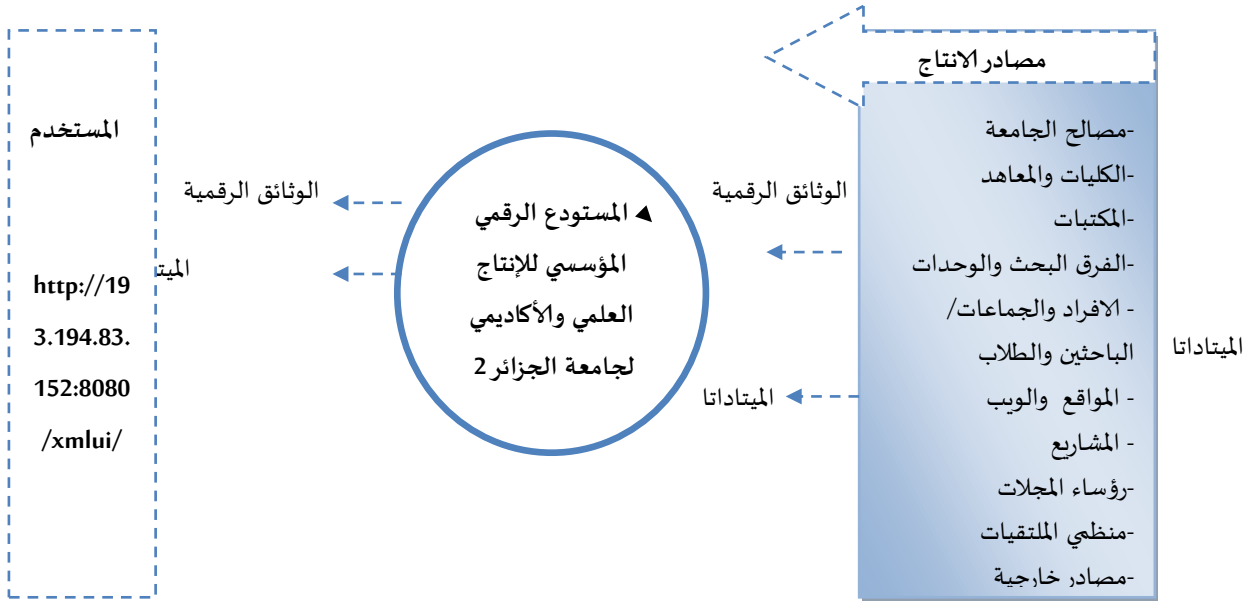 مصادر الانتاج
-مصالح الجامعة
-الكليات والمعاهد
-المكتبات
-الفرق البحث والوحدات
- الافراد والجماعات/
الباحثين والطلاب
- المواقع والويب
- المشاريع
-رؤساء المجلات
-منظمي الملتقيات
-مصادر خارجية
الميتاداتا
الوثائق الرقمية
الميتاداتا
المستودع الرقمي
المؤسسي للإنتاج
العلمي والأكاديمي
لجامعة الجزائر 2
الوثائق الرقمية
الميت
المستخدم
http://19
3.194.83.
152:8080
/xmlui/